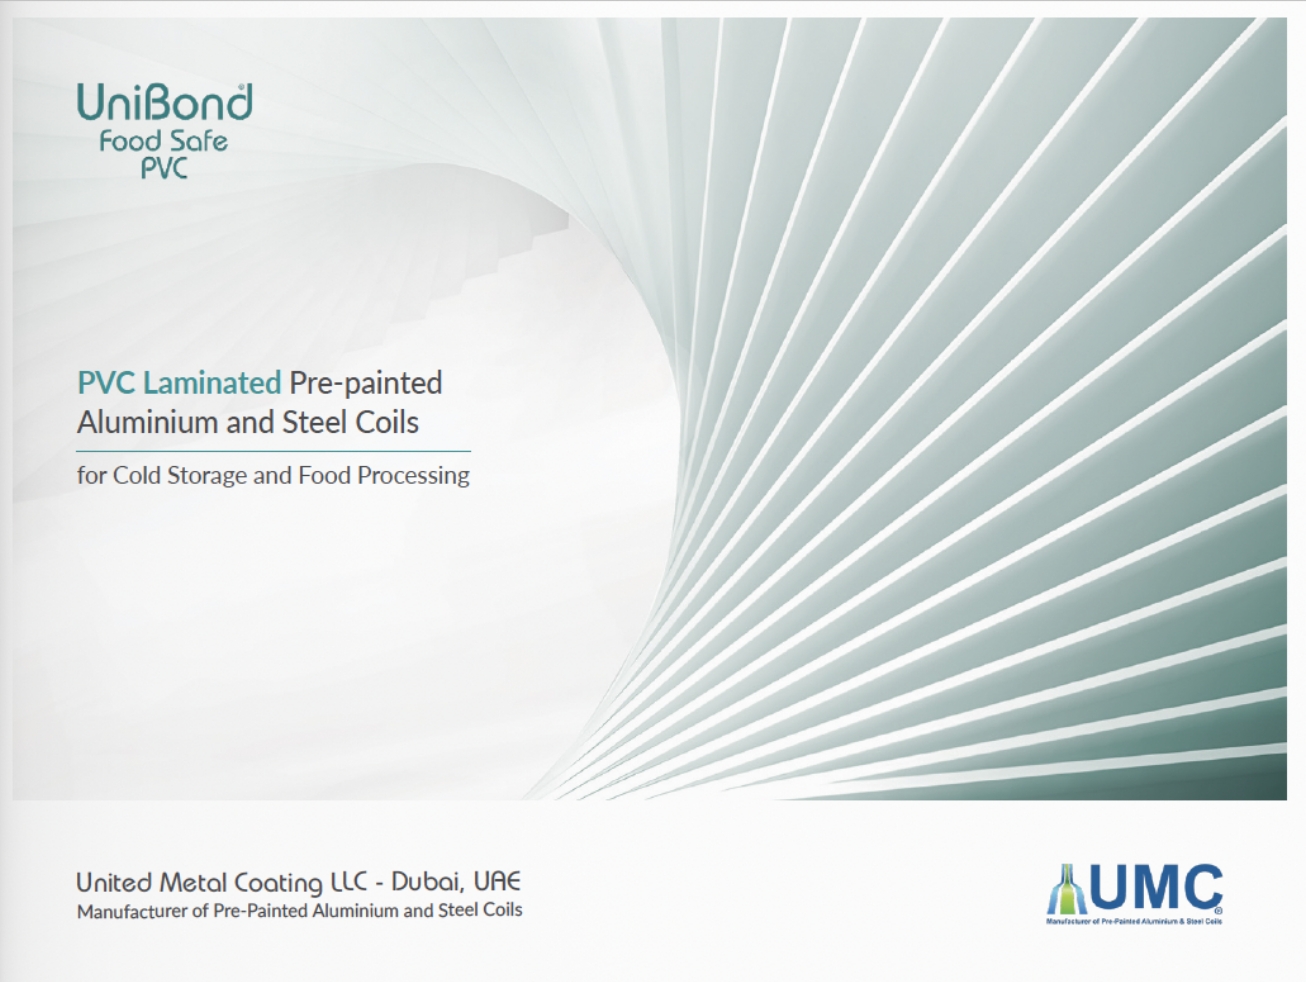 UniBond®
Food Safe
PVC
PVC Laminated Pre-painted
Aluminium and Steel Coils
for Cold Storage and Food Processing
United Metal Coating LLC - Dubai, UAE
Manufacturer of Pre-Painted Aluminium and Steel Coils
UMC®
Manufacturer of Pre-Painted Aluminium & Steel Coils